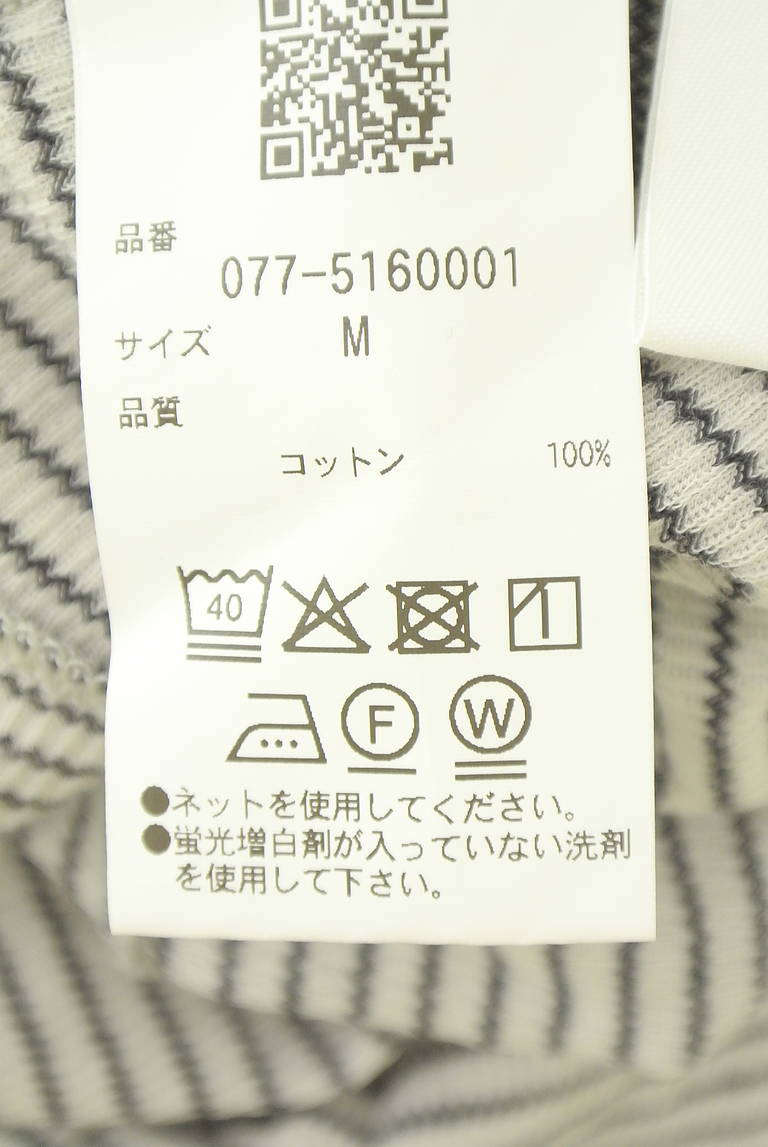 品番
077-5160001
サイズ M
品質
コットン 100%
40
F W
●ネットを使用してください。
●蛍光増白剤が入っていない洗剤
を使用して下さい。